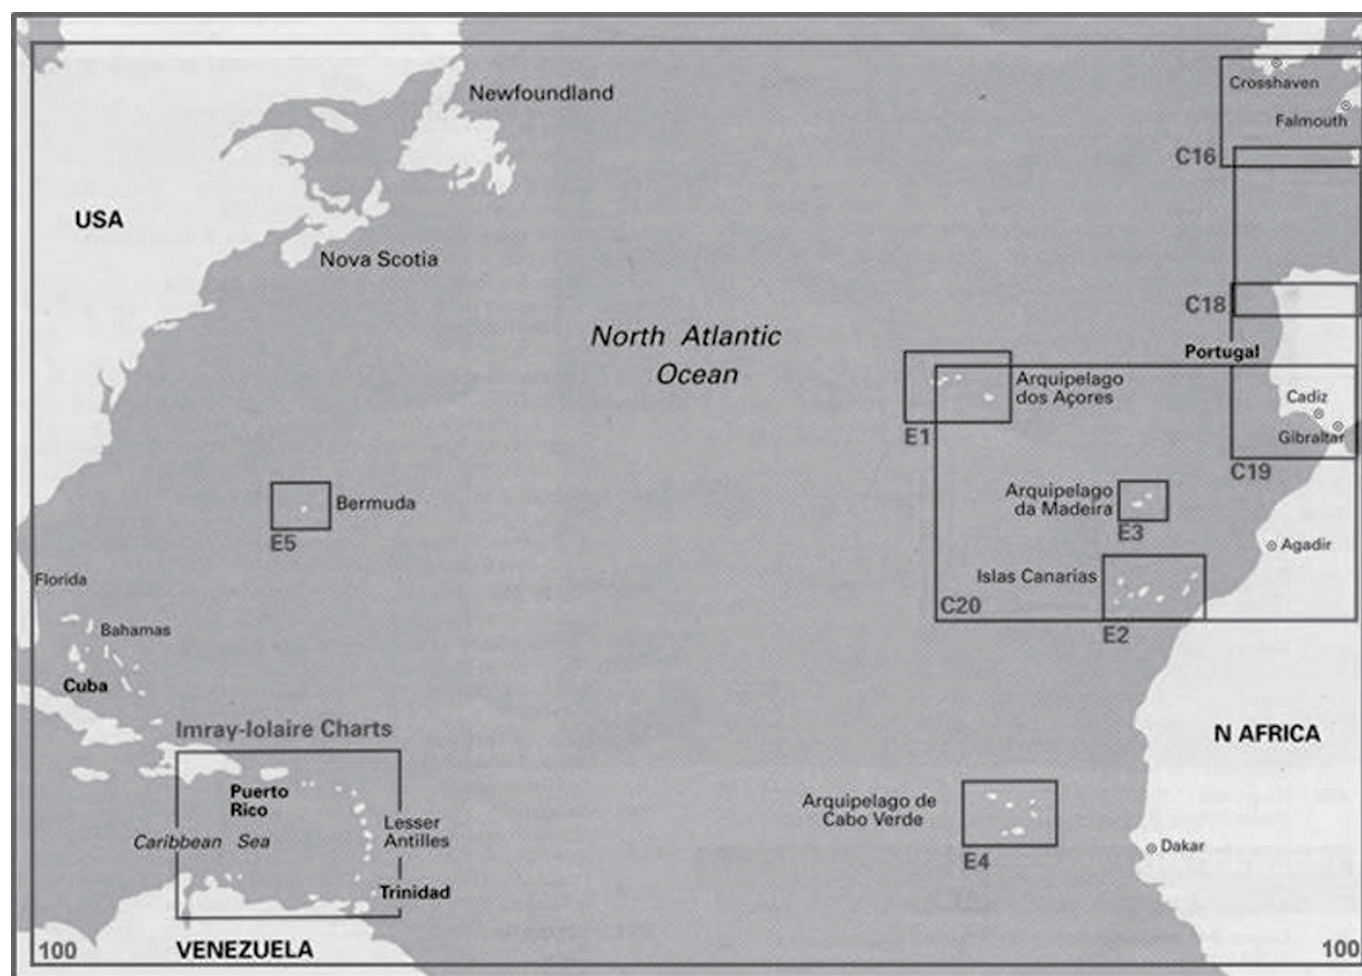 Crosshaven
Newfoundland
Falmouth
C16
USA
Nova Scotia
C18
North Atlantic
Ocean
Portugal
Arquipelago
dos Açores
Cadiz
E1
Gibraltar
C19
Arquipelago
da Madeira
Bermuda
E3
E5
Agadir
Islas Canarias
Florida
C20
Bahamas
E2
Cuba
Imray-Iolaire Charts
N AFRICA
Puerto
Rico
Arquipelago de
Cabo Verde
Lesser
Antilles
Caribbean Sea
Dakar
E4
Trinidad
100
VENEZUELA
100